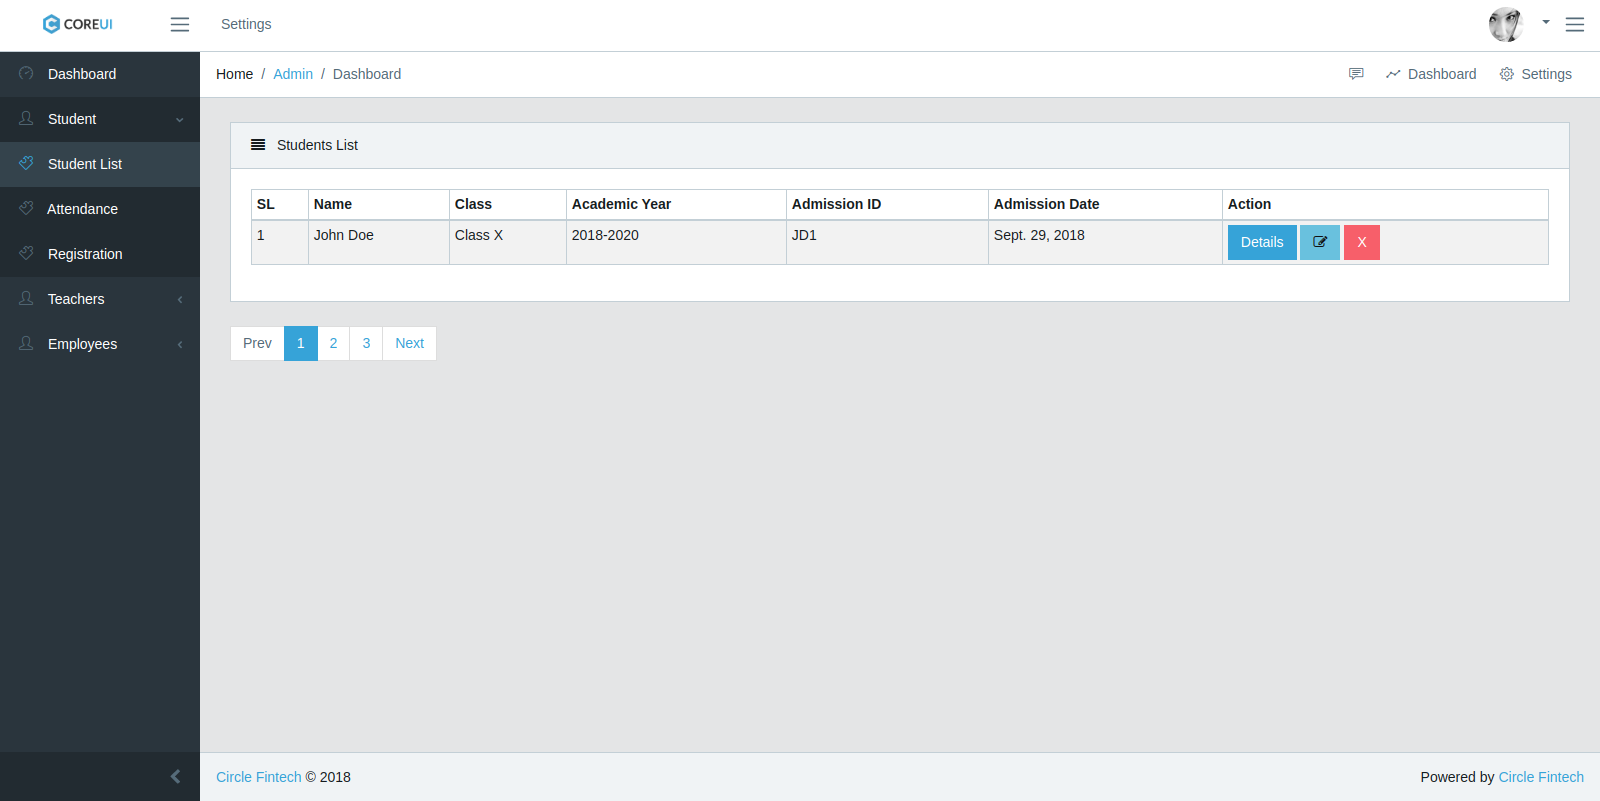 COREUI Settings
Dashboard
Student
Student List
Attendance
Registration
Teachers
Employees
Home / Admin / Dashboard Dashboard Settings
Students List
SL Name Class Academic Year Admission ID Admission Date Action
1 John Doe Class X 2018-2020 JD1 Sept. 29, 2018 Details X
Prev 1 2 3 Next
Circle Fintech © 2018 Powered by Circle Fintech